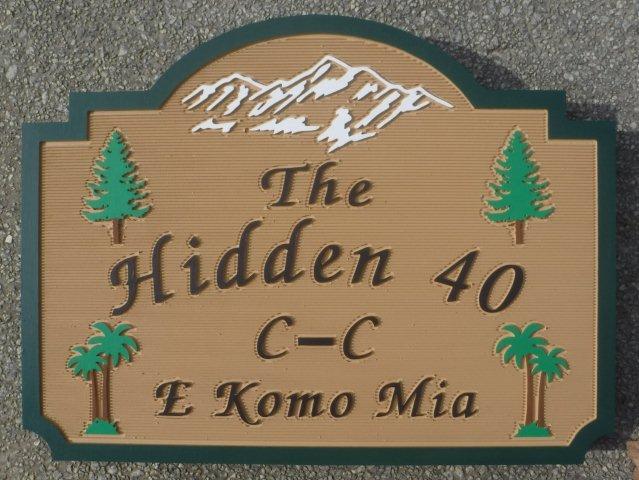 The
Hidden 40
C–C
E Komo Mia